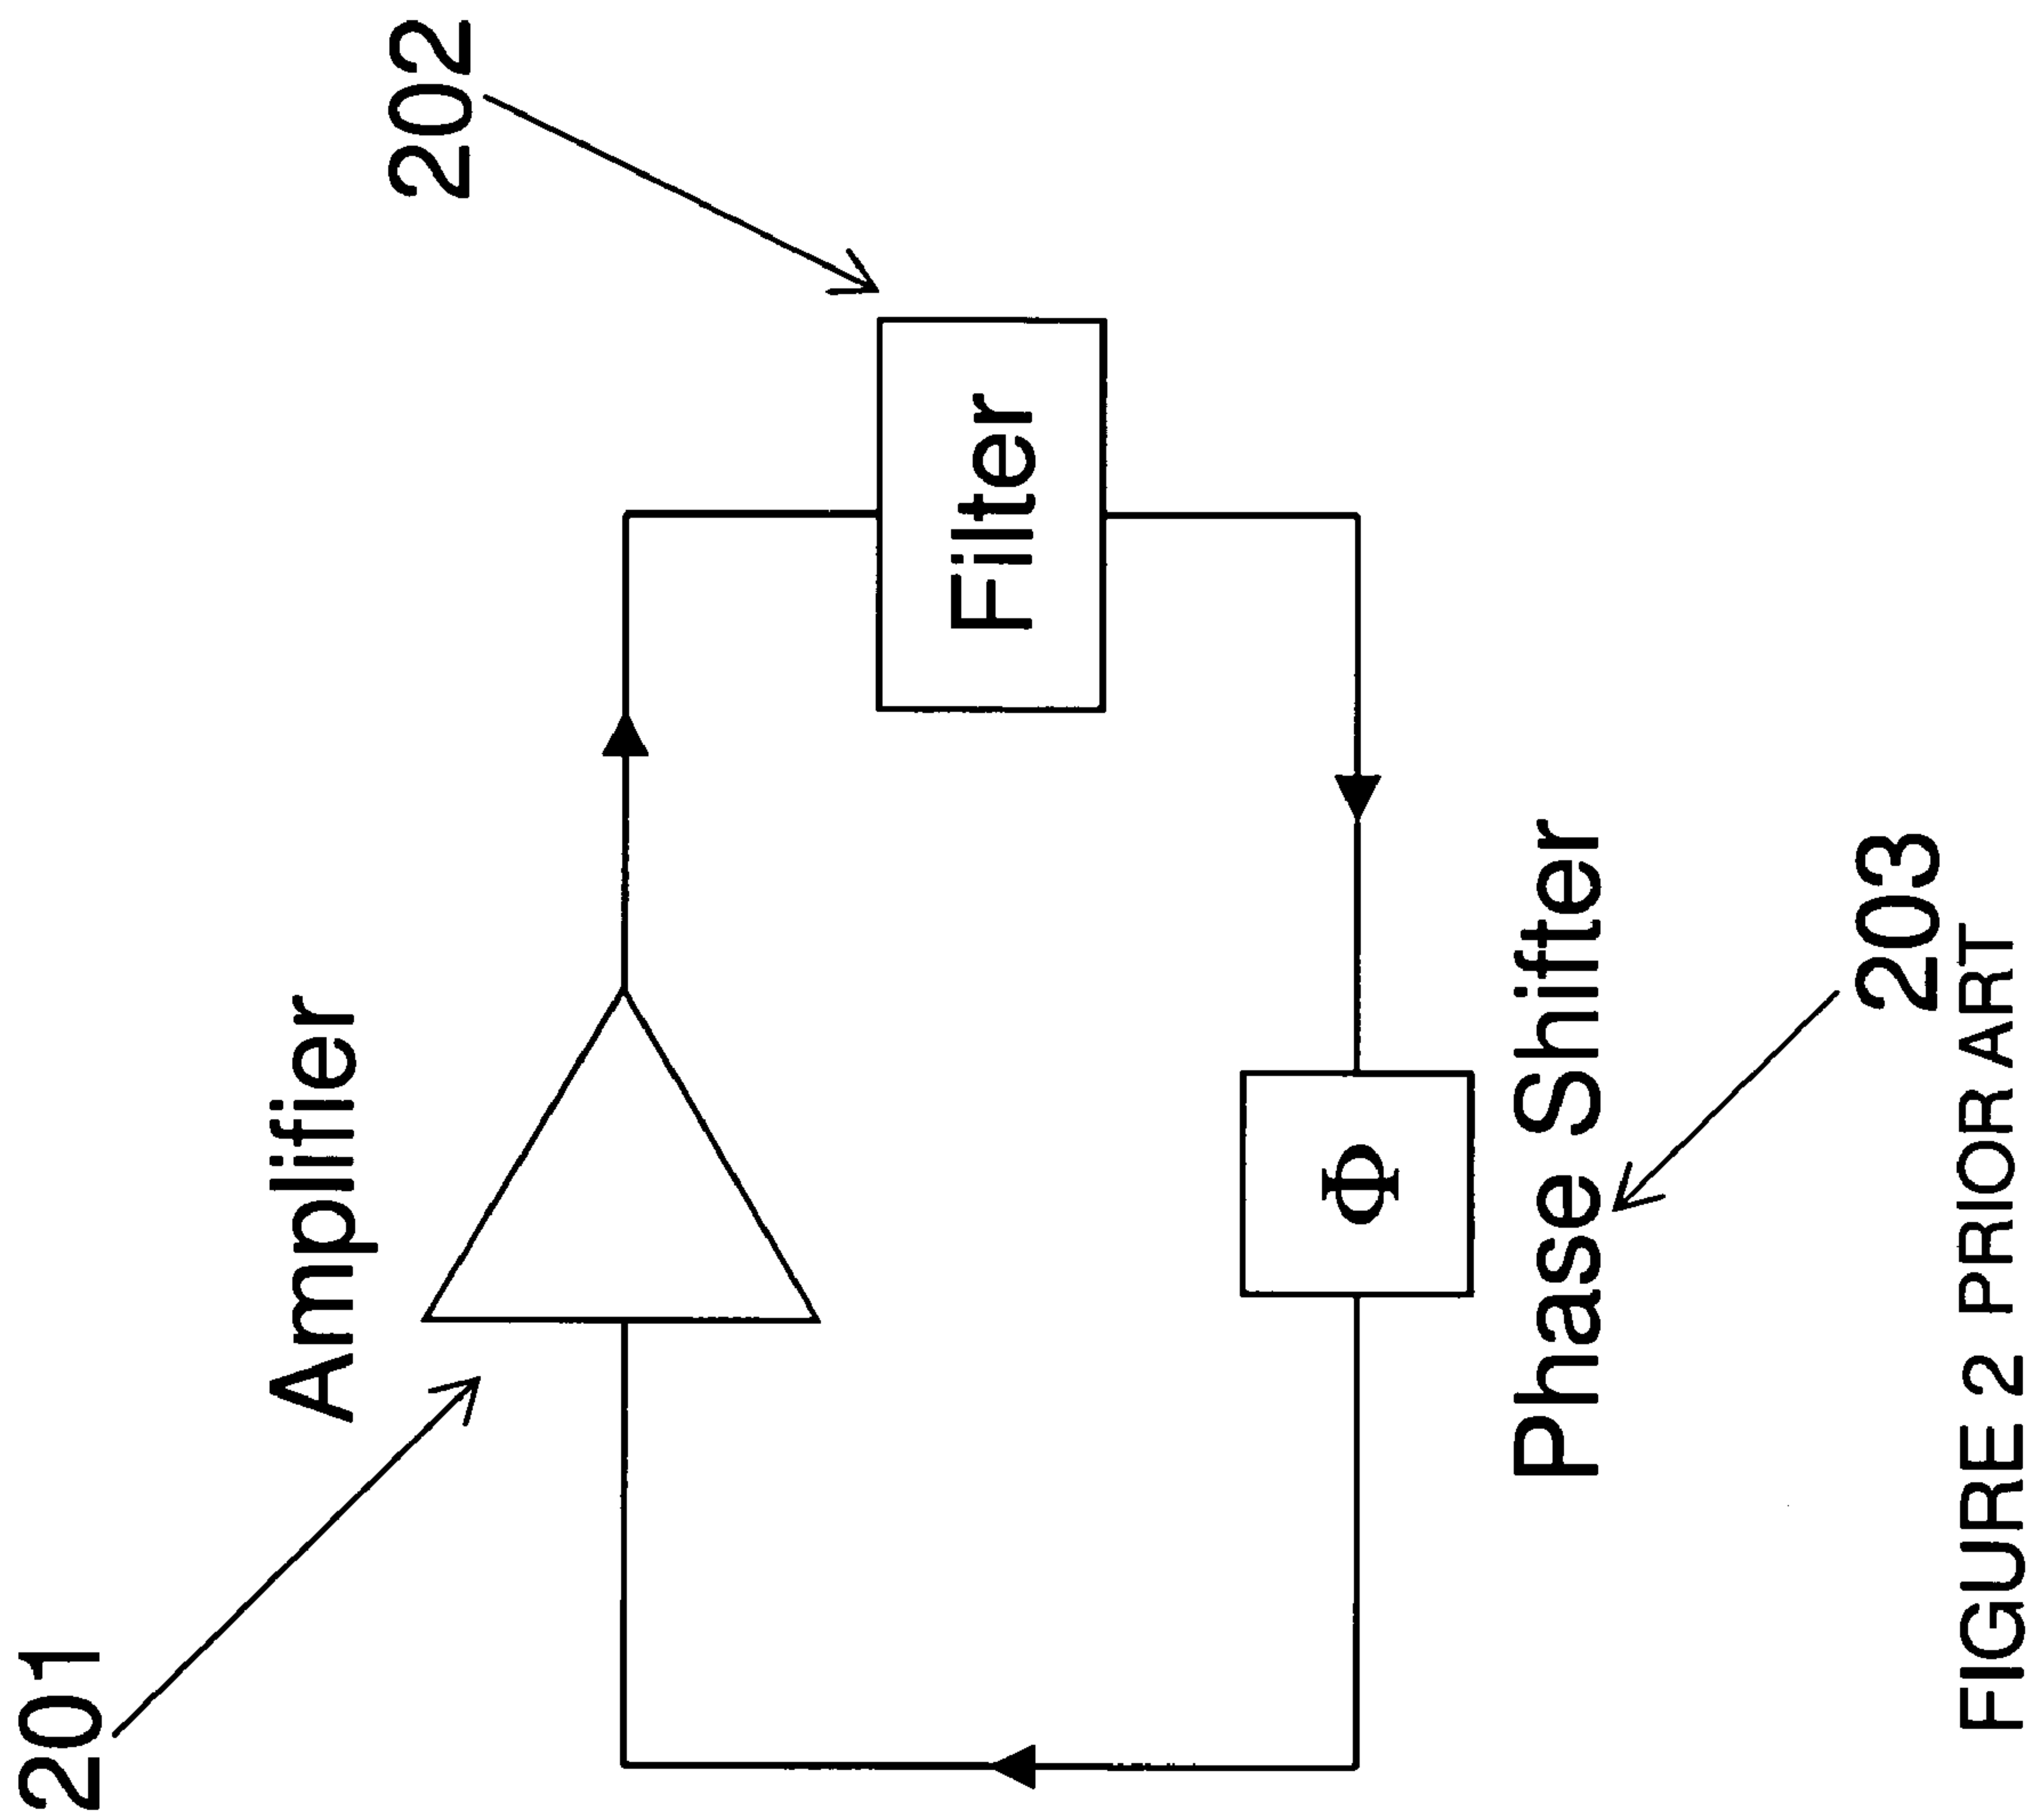 201
Amplifier
202
Filter
Φ
Phase Shifter
203
FIGURE 2 PRIOR ART